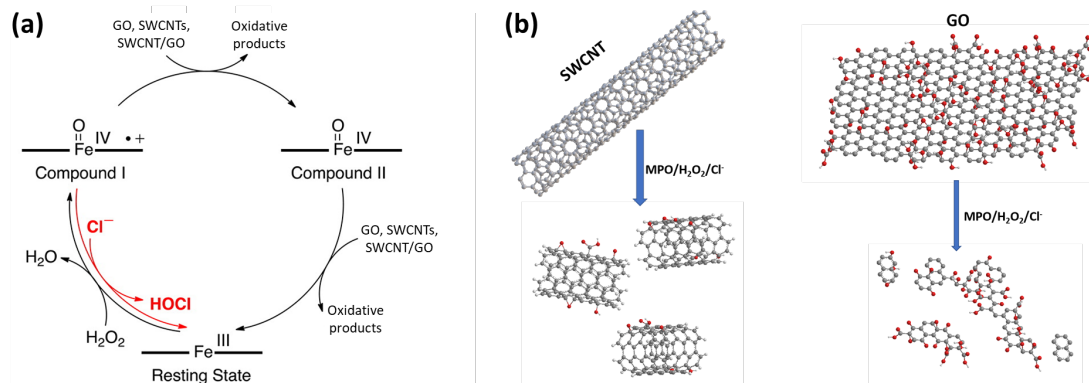 (a)
GO, SWCNTs,
SWCNT/GO
Oxidative
products
O
Fe IV •+
Compound I
O
Fe IV
Compound II
Cl⁻
GO, SWCNTs,
SWCNT/GO
H₂O
HOCl
Oxidative
products
H₂O₂
Fe III
Resting State
(b)
SWCNT
MPO/H₂O₂/Cl⁻
GO
MPO/H₂O₂/Cl⁻